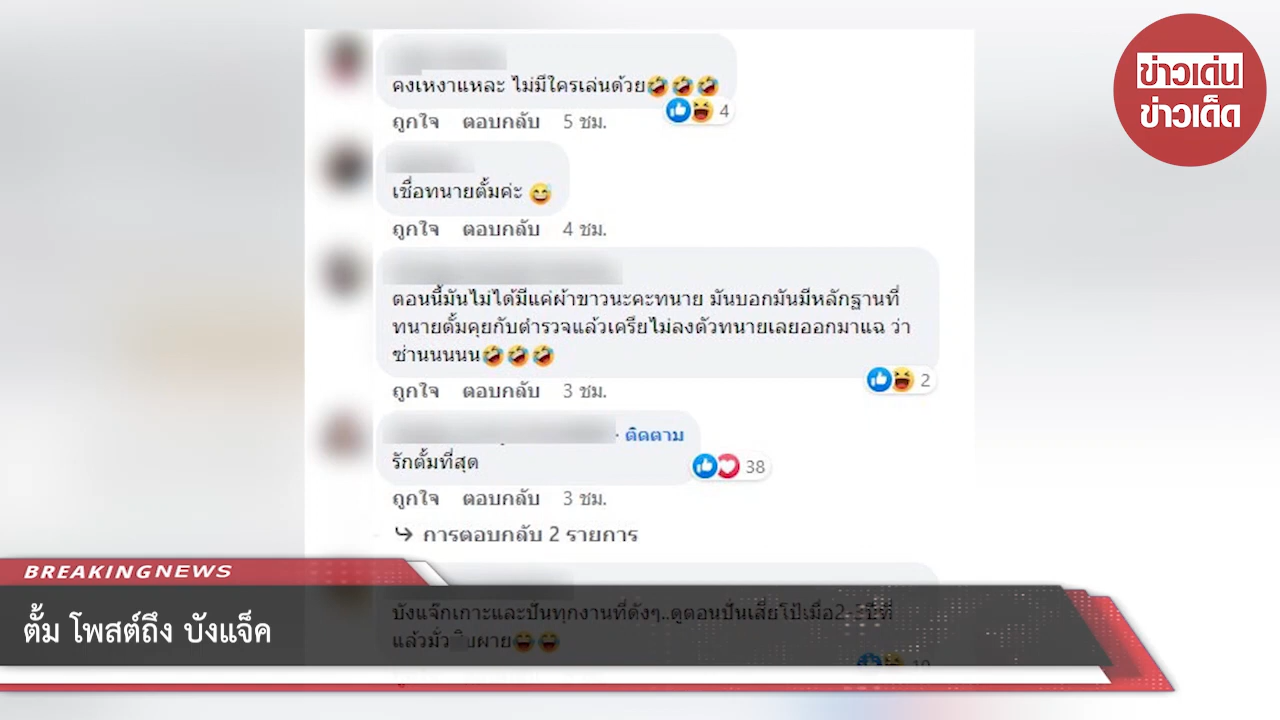 ข่าวเด่น
ข่าวเด็ด
คงเหงาแหละ ไม่มีใครเล่นด้วย🤣🤣🤣
4
ถูกใจ ตอบกลับ 5 ชม.
เชื่อทนายตั้มค่ะ 😅
ถูกใจ ตอบกลับ 4 ชม.
ตอนนี้มันไม่ได้มีแค่ผ้าขาวนะคะทนาย มันบอกมันมีหลักฐานที่
ทนายตั้มคุยกับตำรวจแล้วเครียไม่ลงตัวทนายเลยออกมาแฉ ว่า
ซ่านนนนน🤣🤣🤣
2
ถูกใจ ตอบกลับ 3 ชม.
· ติดตาม
รักตั้มที่สุด
38
ถูกใจ ตอบกลับ 3 ชม.
การตอบกลับ 2 รายการ
BREAKINGNEWS
บังแจ๊กเกาะและปั่นทุกงานที่ดังๆ..ดูตอนปั่นเสี่ยโป้เมื่อ2-3ปีที่
แล้วมั่ว
ตั้ม โพสต์ถึง บังแจ็ค